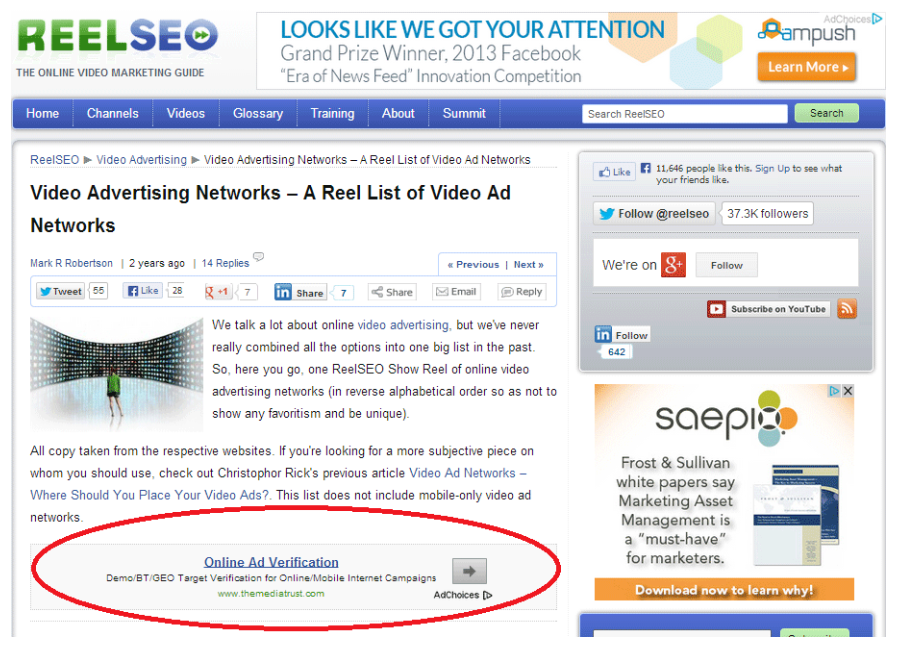 REELSEO
THE ONLINE VIDEO MARKETING GUIDE
LOOKS LIKE WE GOT YOUR ATTENTION
Grand Prize Winner, 2013 Facebook
"Era of News Feed" Innovation Competition
AdChoices
ampush
Learn More
Home Channels Videos Glossary Training About Summit
Search ReelSEO Search
ReelSEO ► Video Advertising ► Video Advertising Networks – A Reel List of Video Ad Networks
Video Advertising Networks – A Reel List of Video Ad
Networks
Mark R Robertson | 2 years ago | 14 Replies
« Previous | Next »
Tweet 55 Like 28 +1 7 in Share 7 Share Email Reply
We talk a lot about online video advertising, but we've never
really combined all the options into one big list in the past.
So, here you go, one ReelSEO Show Reel of online video
advertising networks (in reverse alphabetical order so as not to
show any favoritism and be unique).
All copy taken from the respective websites. If you're looking for a more subjective piece on
whom you should use, check out Christophor Rick's previous article Video Ad Networks –
Where Should You Place Your Video Ads?. This list does not include mobile-only video ad
networks.
Online Ad Verification
Demo/BT/GEO Target Verification for Online/Mobile Internet Campaigns
www.themediatrust.com
AdChoices
Like 11,646 people like this. Sign Up to see what
your friends like.
Follow @reelseo 37.3K followers
We're on g+ Follow
Subscribe on YouTube
in Follow
642
saepio
Frost & Sullivan
white papers say
Marketing Asset
Management is
a "must-have"
for marketers.
Download now to learn why!